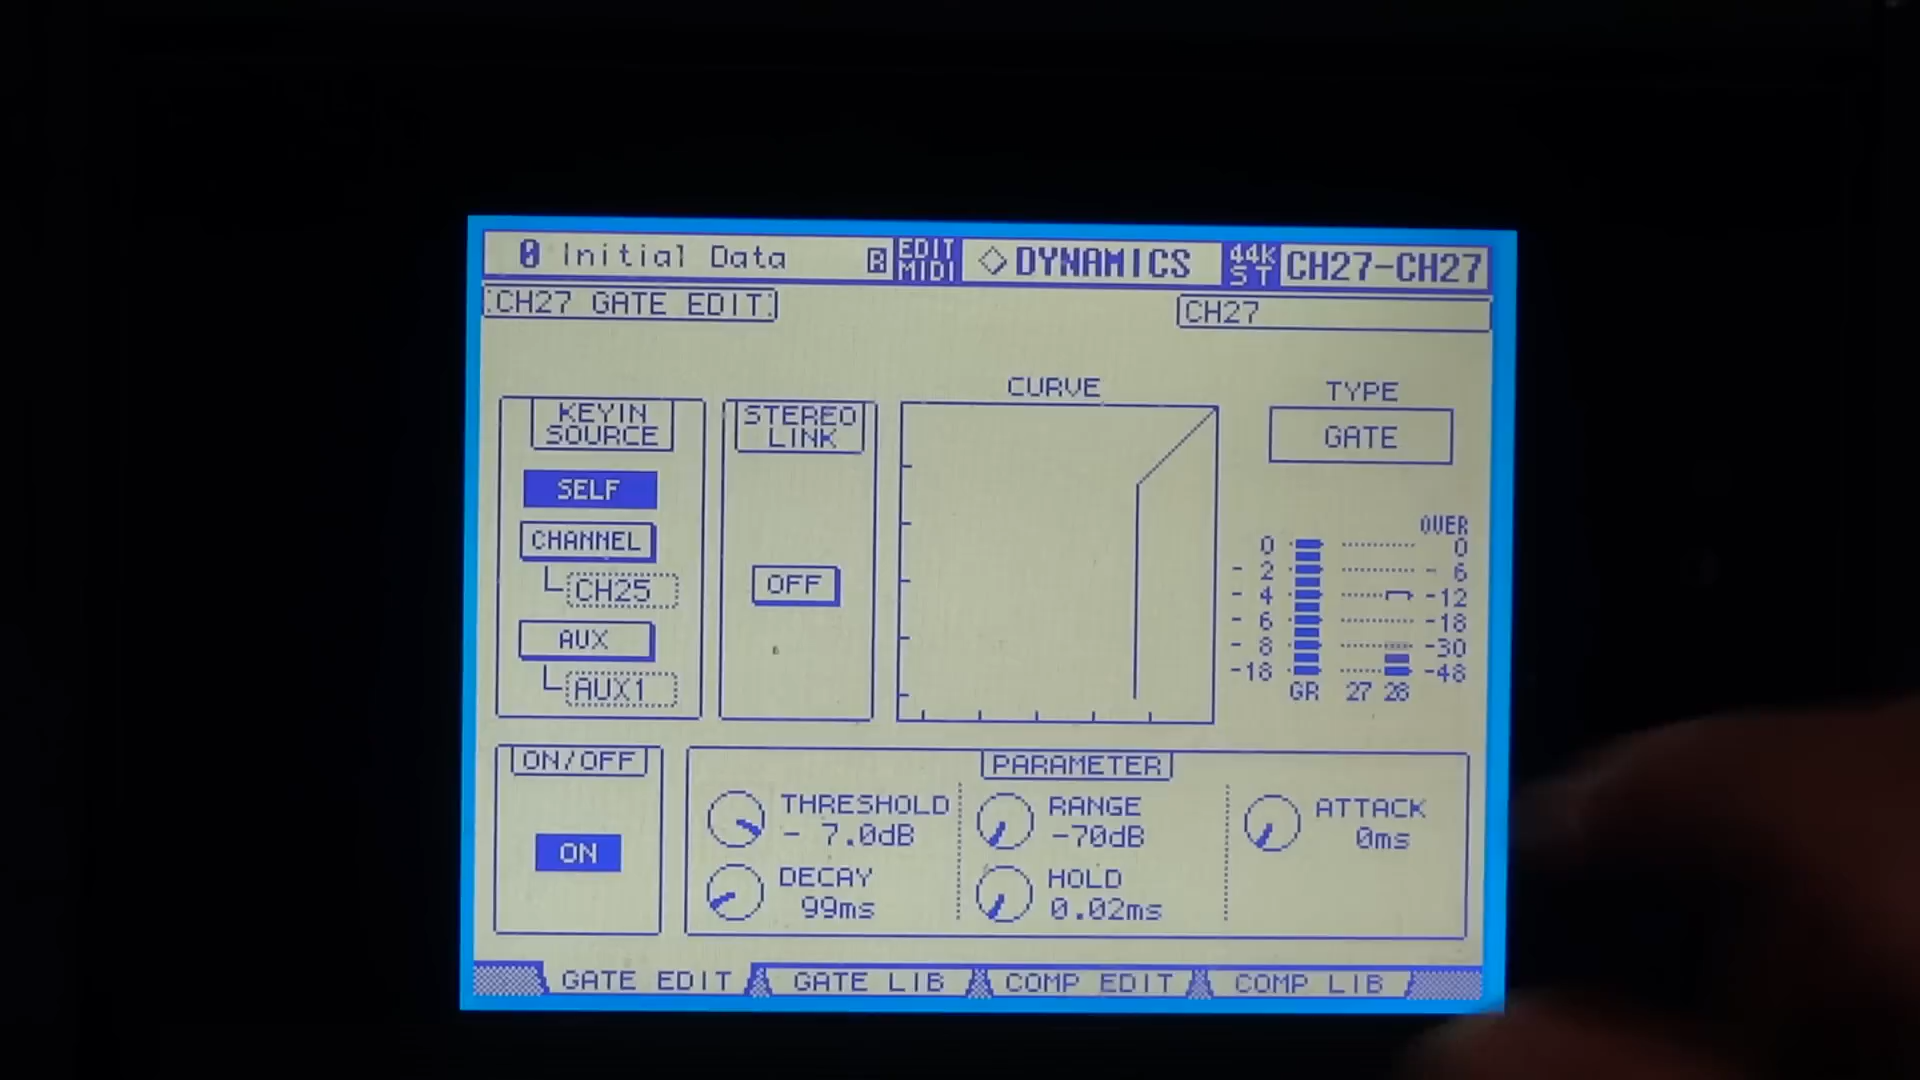 0 Initial Data R EDIT MIDI ◇DYNAMICS 44K ST CH27-CH27
CH27 GATE EDIT
CH27
KEYIN SOURCE
SELF
CHANNEL
CH25
AUX
AUX1
STEREO LINK
OFF
CURVE
TYPE
GATE
OVER
0 0
- 2 - 6
- 4 -12
- 6 -18
- 8 -30
-18 -48
GR 27 28
ON/OFF
ON
PARAMETER
THRESHOLD
- 7.0dB
RANGE
-70dB
ATTACK
0ms
DECAY
99ms
HOLD
0.02ms
GATE EDIT GATE LIB COMP EDIT COMP LIB